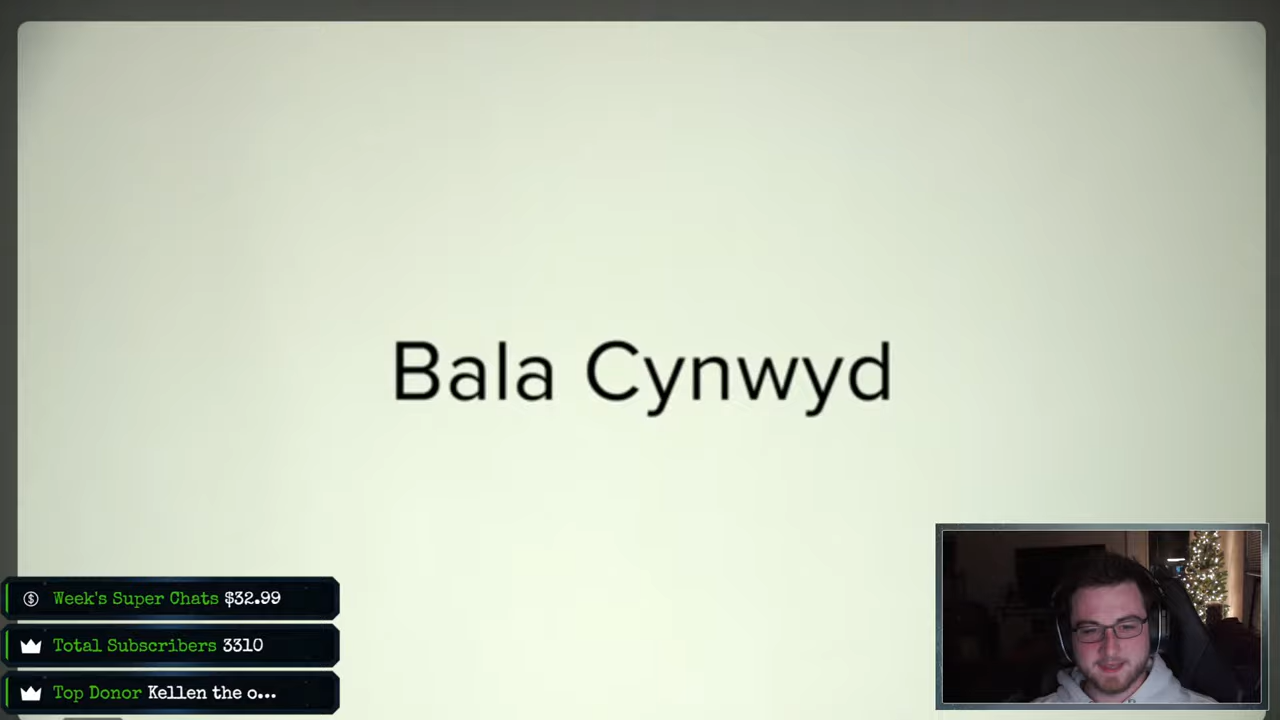 Bala Cynwyd
Week's Super Chats $32.99
Total Subscribers 3310
Top Donor Kellen the o...